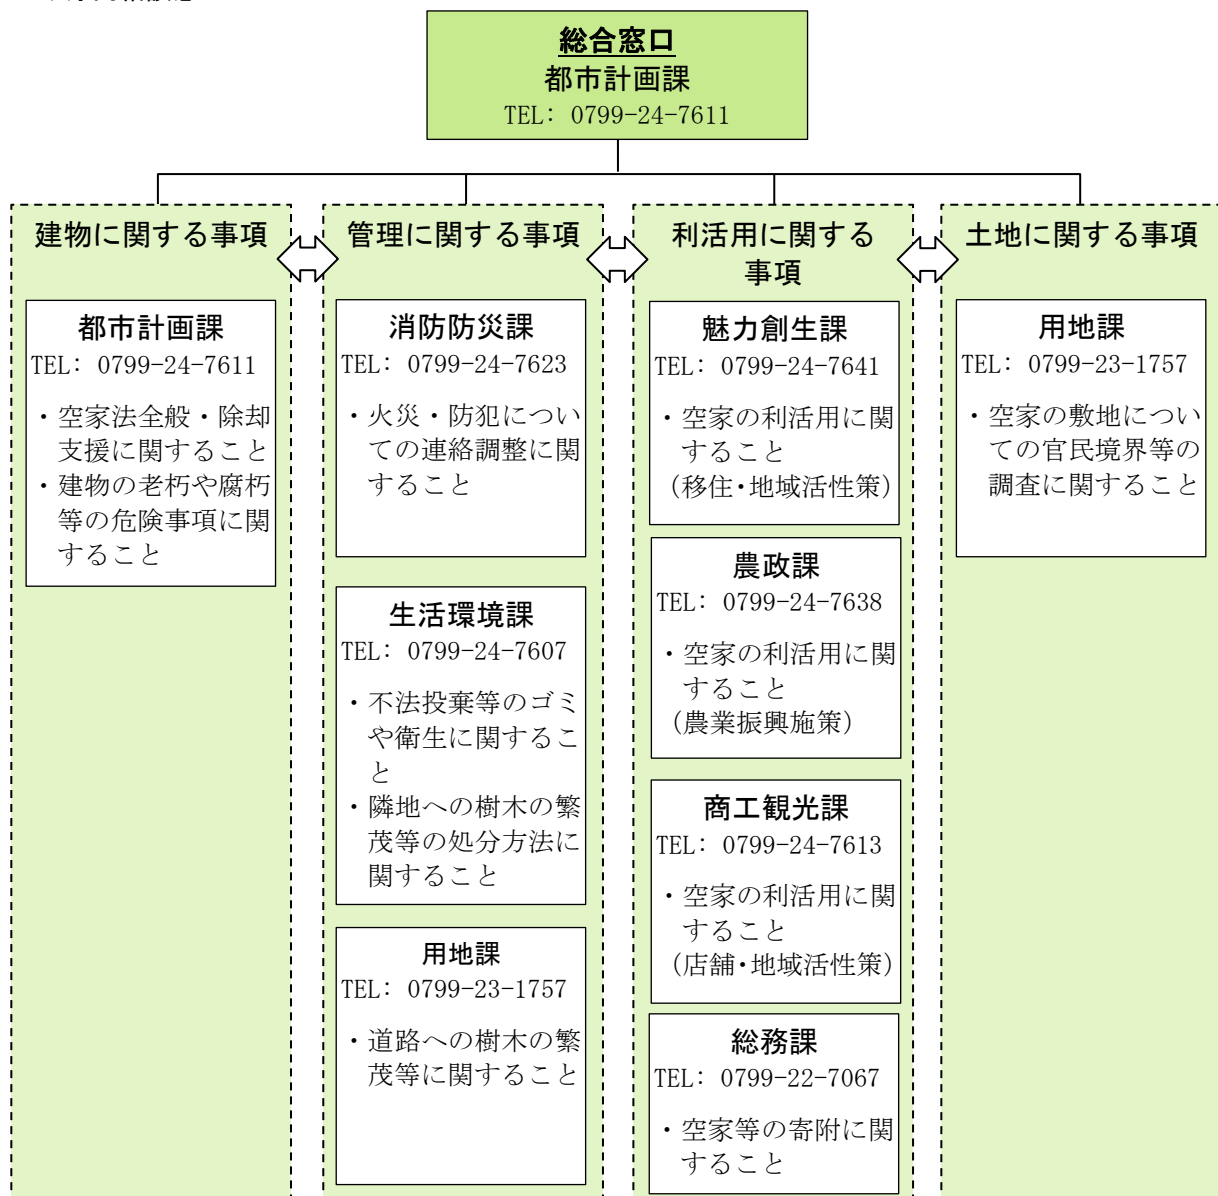 総合窓口
都市計画課
TEL: 0799-24-7611
建物に関する事項
都市計画課
TEL: 0799-24-7611
・空家法全般・除却
支援に関すること
・建物の老朽や腐朽
等の危険事項に関
すること
管理に関する事項
消防防災課
TEL: 0799-24-7623
・火災・防犯につい
ての連絡調整に関
すること
生活環境課
TEL: 0799-24-7607
・不法投棄等のゴミ
や衛生に関するこ
と
・隣地への樹木の繁
茂等の処分方法に
関すること
用地課
TEL: 0799-23-1757
・道路への樹木の繁
茂等に関すること
利活用に関する
事項
魅力創生課
TEL: 0799-24-7641
・空家の利活用に関
すること
(移住・地域活性策)
農政課
TEL: 0799-24-7638
・空家の利活用に関
すること
(農業振興施策)
商工観光課
TEL: 0799-24-7613
・空家の利活用に関
すること
(店舗・地域活性策)
総務課
TEL: 0799-22-7067
・空家等の寄附に関
すること
土地に関する事項
用地課
TEL: 0799-23-1757
・空家の敷地につい
ての官民境界等の
調査に関すること